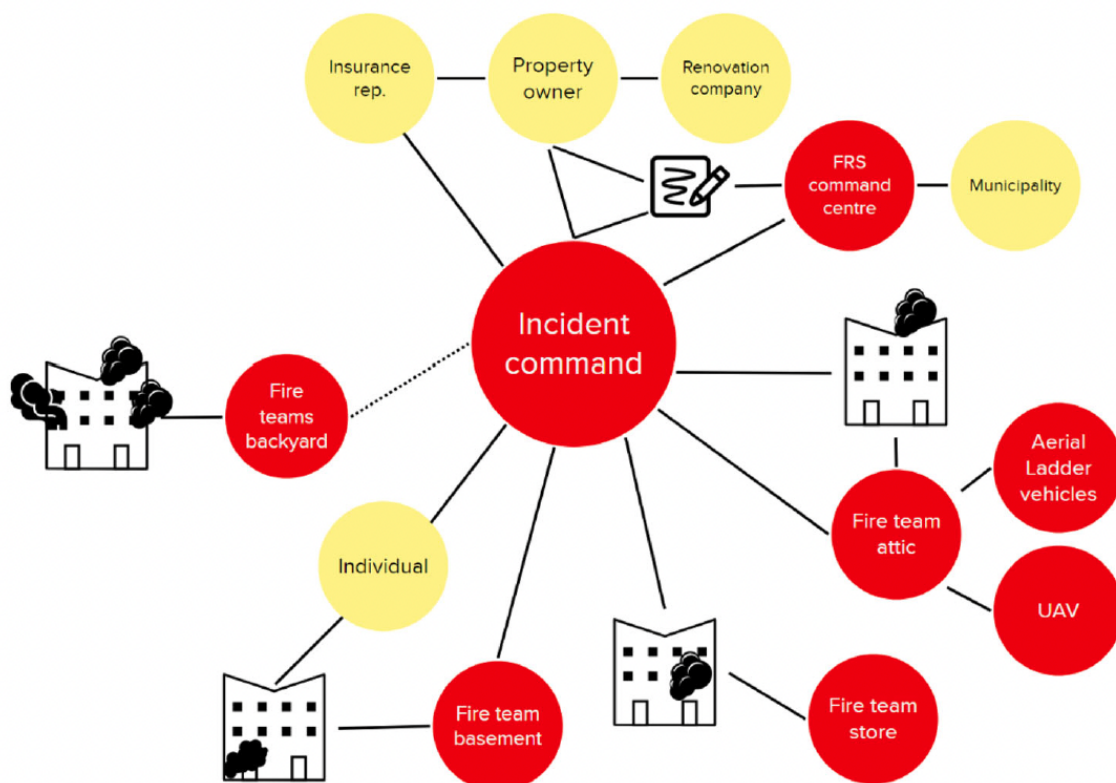 Insurance
rep.
Property
owner
Renovation
company
FRS
command
centre
Municipality
Incident
command
Fire
teams
backyard
Aerial
Ladder
vehicles
Fire team
attic
Individual
UAV
Fire team
basement
Fire team
store